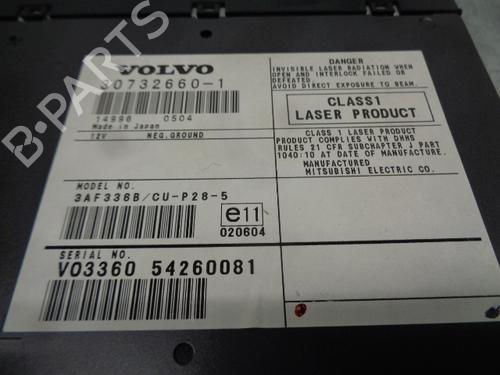 VOLVO
30732660-1
14996 0504
Made in Japan
12V NEG.GROUND
MODEL NO.
3AF336B/CU-P28-5
e11
020604
SERIAL NO.
VO3360 54260081
DANGER
INVISIBLE LASER RADIATION WHEN
OPEN AND INTERLOCK FAILED OR
DEFEATED.
AVOID DIRECT EXPOSURE TO BEAM.
CLASS1
LASER PRODUCT
CLASS 1 LASER PRODUCT
PRODUCT COMPLIES WITH DHHS
RULES 21 CFR SUBCHAPTER J PART
1040:10 AT DATE OF MANUFACTURE.
MANUFACTURED
MITSUBISHI ELECTRIC CO.
B-PARTS